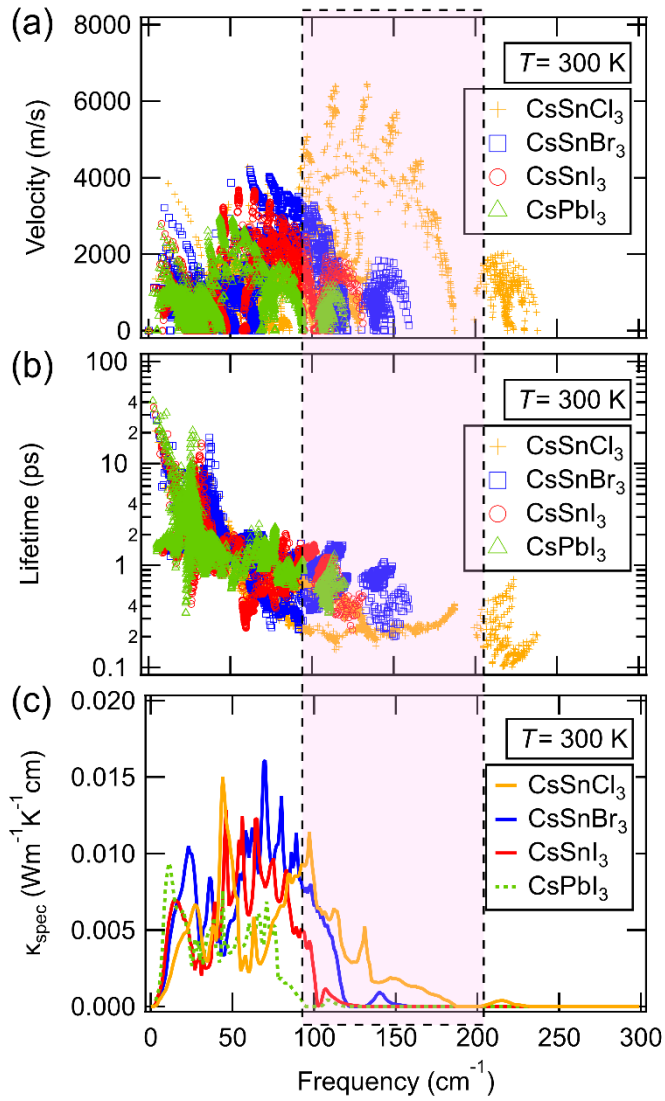 (a)
8000
6000
4000
2000
0
Velocity (m/s)
T = 300 K
CsSnCl₃
CsSnBr₃
CsSnI₃
CsPbI₃
(b)
100
4
2
10
4
2
1
4
2
0.1
Lifetime (ps)
T = 300 K
CsSnCl₃
CsSnBr₃
CsSnI₃
CsPbI₃
(c)
0.020
0.015
0.010
0.005
0.000
κspec (Wm⁻¹K⁻¹cm)
T = 300 K
CsSnCl₃
CsSnBr₃
CsSnI₃
CsPbI₃
0 50 100 150 200 250 300
Frequency (cm⁻¹)